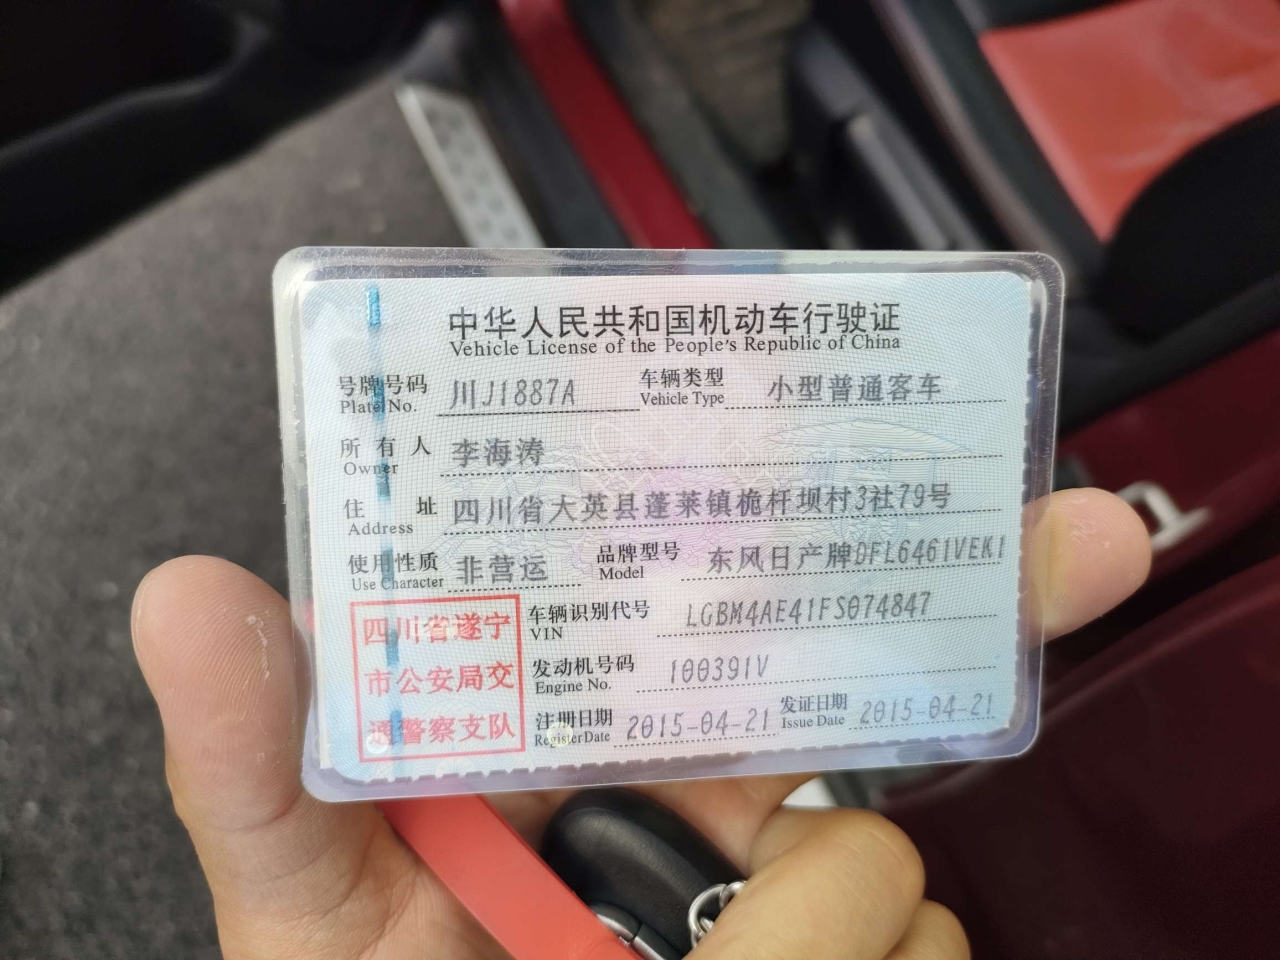 中华人民共和国机动车行驶证
Vehicle License of the People's Republic of China
号牌号码 川J1887A 车辆类型 小型普通客车
Plate No. Vehicle Type
所有人 李海涛
Owner
住址 四川省大英县蓬莱镇桅杆坝村3社79号
Address
使用性质 非营运 品牌型号 东风日产牌DFL6461VEK1
Use Character Model
四川省遂宁
市公安局交
通警察支队
车辆识别代号 LGBM4AE41FS074847
VIN
发动机号码 100391V
Engine No.
注册日期 2015-04-21 发证日期 2015-04-21
Register Date Issue Date